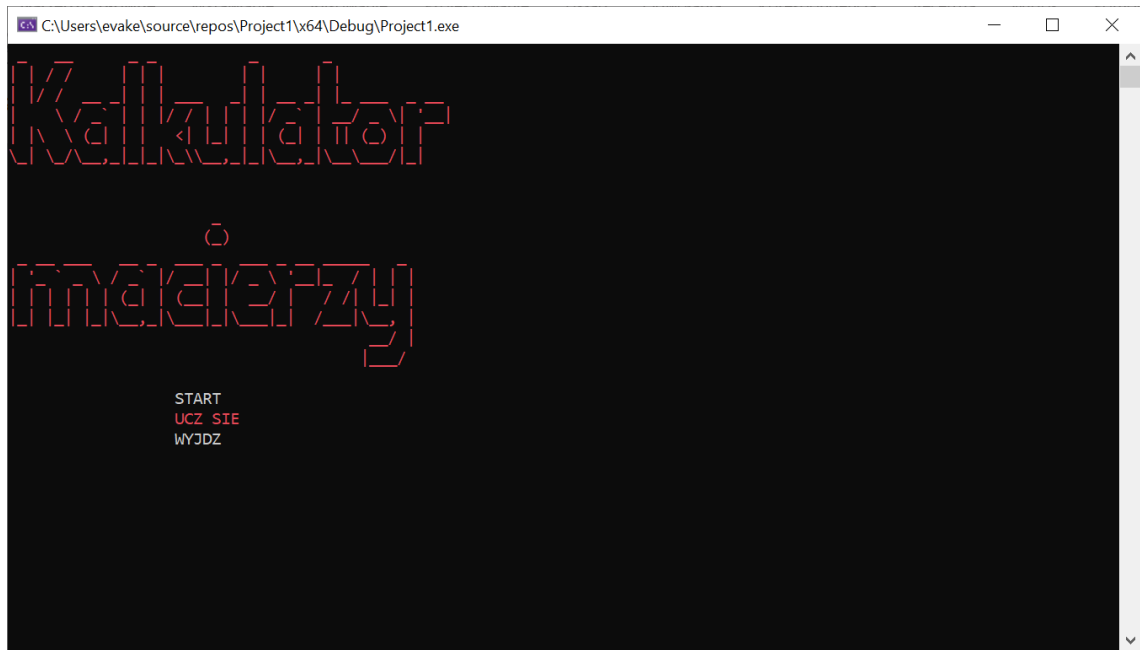 C:\Users\evake\source\repos\Project1\x64\Debug\Project1.exe
Kalkulator
macierzy
START
UCZ SIE
WYJDZ